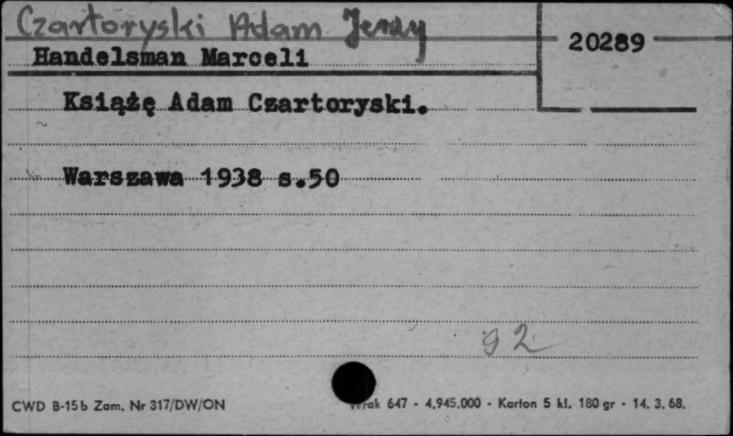 Czartoryski Adam Jerzy
20289
Handelsman Marceli
Książę Adam Czartoryski.
Warszawa 1938 s.50
92
CWD B-15b Zam. Nr 317/DW/ON
647 - 4.945.000 - Karton 5 kl. 180 gr - 14. 3. 68.